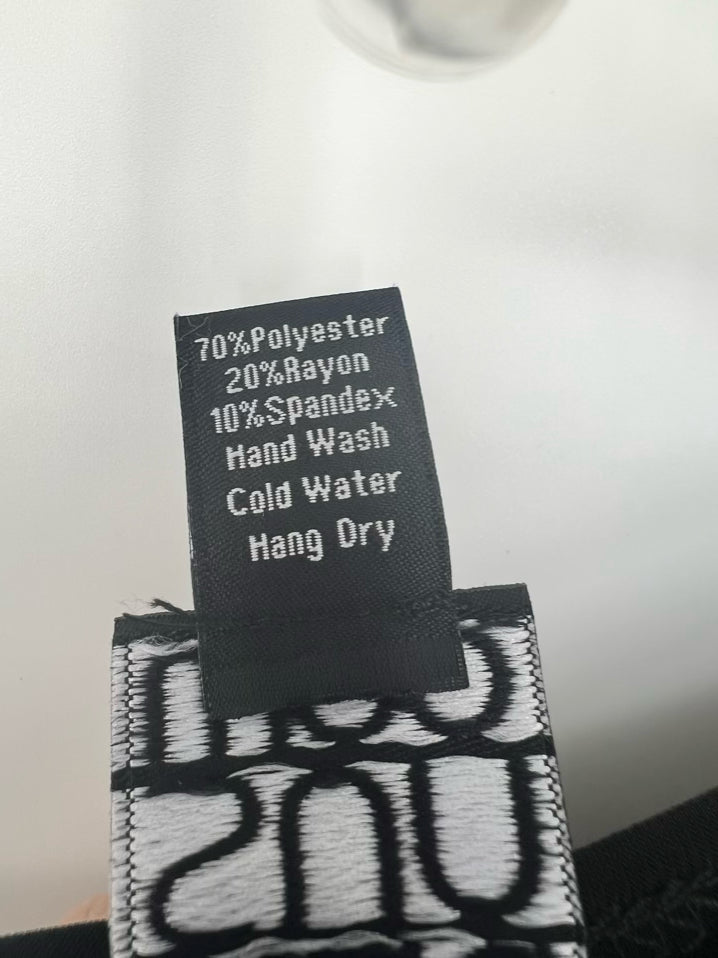 70%Polyester
20%Rayon
10%Spandex
Hand Wash
Cold Water
Hang Dry